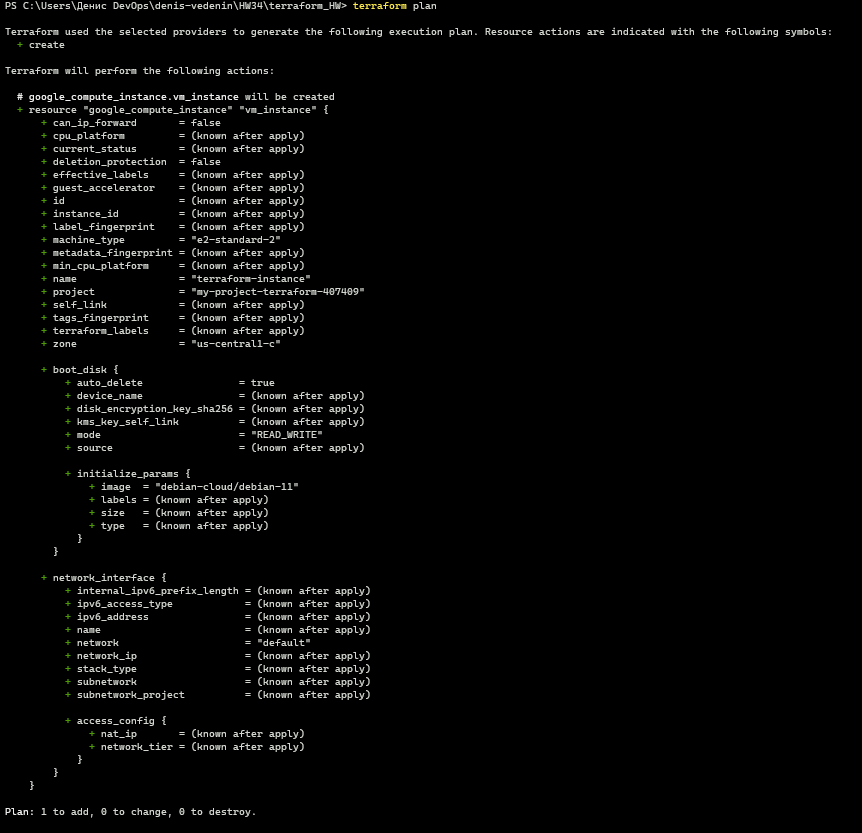 PS C:\Users\Денис DevOps\denis-vedenin\HW34\terraform_HW> terraform plan
Terraform used the selected providers to generate the following execution plan. Resource actions are indicated with the following symbols:
  + create
Terraform will perform the following actions:
  # google_compute_instance.vm_instance will be created
  + resource "google_compute_instance" "vm_instance" {
      + can_ip_forward       = false
      + cpu_platform         = (known after apply)
      + current_status       = (known after apply)
      + deletion_protection  = false
      + effective_labels     = (known after apply)
      + guest_accelerator    = (known after apply)
      + id                   = (known after apply)
      + instance_id          = (known after apply)
      + label_fingerprint    = (known after apply)
      + machine_type         = "e2-standard-2"
      + metadata_fingerprint = (known after apply)
      + min_cpu_platform     = (known after apply)
      + name                 = "terraform-instance"
      + project              = "my-project-terraform-407409"
      + self_link            = (known after apply)
      + tags_fingerprint     = (known after apply)
      + terraform_labels     = (known after apply)
      + zone                 = "us-central1-c"
      + boot_disk {
          + auto_delete                = true
          + device_name                = (known after apply)
          + disk_encryption_key_sha256 = (known after apply)
          + kms_key_self_link          = (known after apply)
          + mode                       = "READ_WRITE"
          + source                     = (known after apply)
          + initialize_params {
              + image  = "debian-cloud/debian-11"
              + labels = (known after apply)
              + size   = (known after apply)
              + type   = (known after apply)
            }
        }
      + network_interface {
          + internal_ipv6_prefix_length = (known after apply)
          + ipv6_access_type            = (known after apply)
          + ipv6_address                = (known after apply)
          + name                        = (known after apply)
          + network                     = "default"
          + network_ip                  = (known after apply)
          + stack_type                  = (known after apply)
          + subnetwork                  = (known after apply)
          + subnetwork_project          = (known after apply)
          + access_config {
              + nat_ip       = (known after apply)
              + network_tier = (known after apply)
            }
        }
    }
Plan: 1 to add, 0 to change, 0 to destroy.